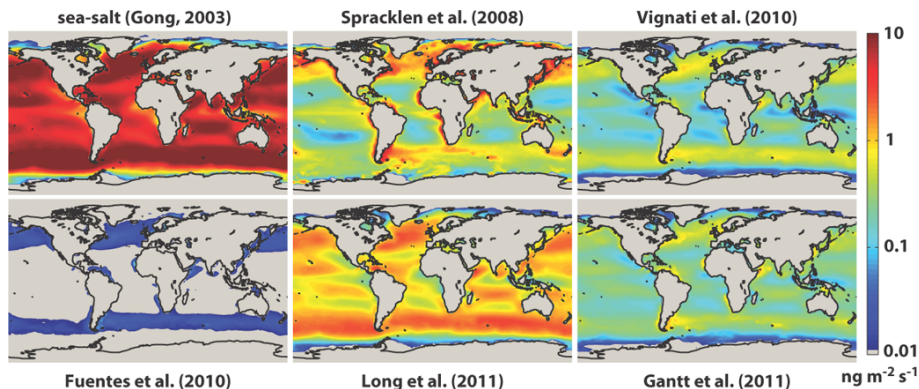 sea-salt (Gong, 2003)
Spracklen et al. (2008)
Vignati et al. (2010)
10
1
0.1
0.01
ng m⁻² s⁻¹
Fuentes et al. (2010)
Long et al. (2011)
Gantt et al. (2011)